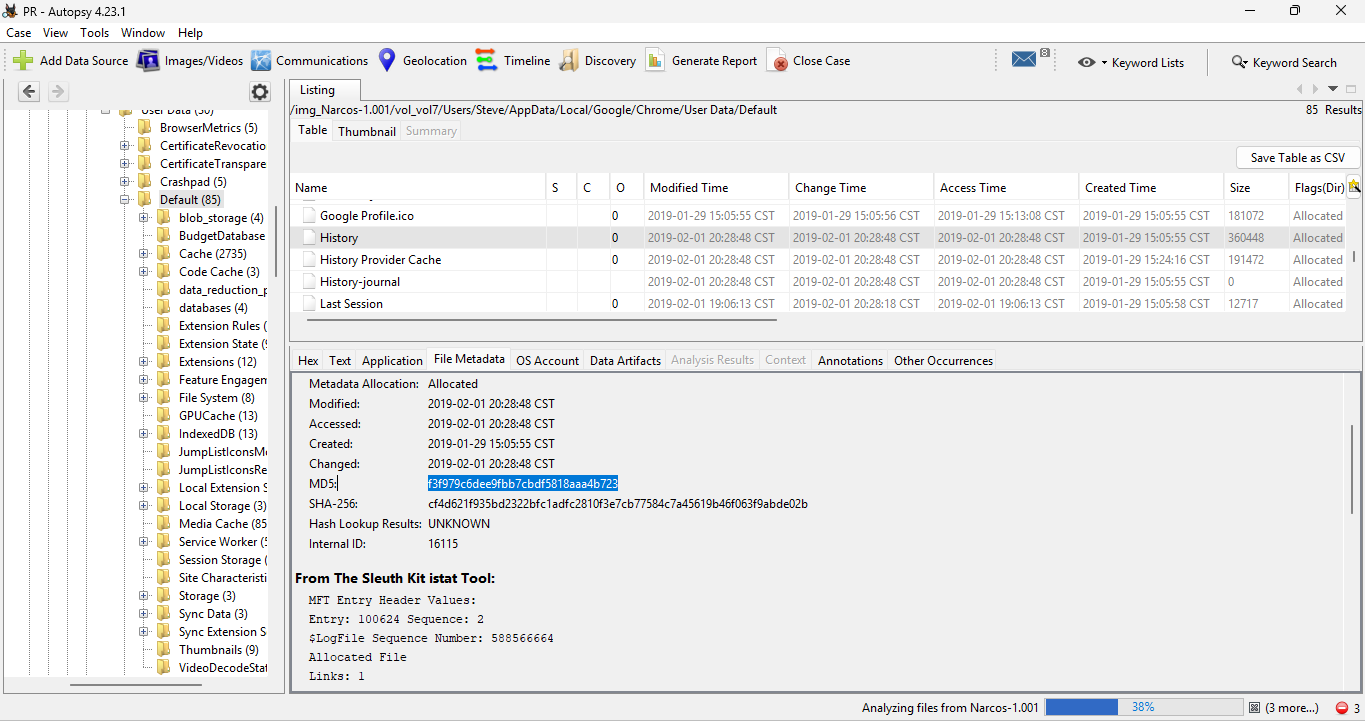 PR - Autopsy 4.23.1
Case View Tools Window Help
Add Data Source Images/Videos Communications Geolocation Timeline Discovery Generate Report Close Case Keyword Lists Keyword Search
Listing
/img_Narcos-1.001/vol_vol7/Users/Steve/AppData/Local/Google/Chrome/User Data/Default 85 Results
Table Thumbnail Summary
Save Table as CSV
Name S C O Modified Time Change Time Access Time Created Time Size Flags(Dir)
Google Profile.ico 0 2019-01-29 15:05:55 CST 2019-01-29 15:05:56 CST 2019-01-29 15:13:08 CST 2019-01-29 15:05:55 CST 181072 Allocated
History 0 2019-02-01 20:28:48 CST 2019-02-01 20:28:48 CST 2019-02-01 20:28:48 CST 2019-01-29 15:05:55 CST 360448 Allocated
History Provider Cache 0 2019-02-01 20:28:48 CST 2019-02-01 20:28:48 CST 2019-02-01 20:28:48 CST 2019-01-29 15:24:16 CST 191472 Allocated
History-journal 2019-02-01 20:28:48 CST 2019-02-01 20:28:48 CST 2019-02-01 20:28:48 CST 2019-01-29 15:05:55 CST 0 Allocated
Last Session 0 2019-02-01 19:06:13 CST 2019-02-01 20:28:18 CST 2019-02-01 19:06:13 CST 2019-01-29 15:05:58 CST 12717 Allocated
User Data (50)
BrowserMetrics (5)
CertificateRevocatio
CertificateTranspare
Crashpad (5)
Default (85)
blob_storage (4)
BudgetDatabase
Cache (2735)
Code Cache (3)
data_reduction_p
databases (4)
Extension Rules (
Extension State (9
Extensions (12)
Feature Engagem
File System (8)
GPUCache (13)
IndexedDB (13)
JumpListIconsMo
JumpListIconsRe
Local Extension S
Local Storage (3)
Media Cache (85
Service Worker (5
Session Storage (
Site Characteristi
Storage (3)
Sync Data (3)
Sync Extension S
Thumbnails (9)
VideoDecodeStat
Hex Text Application File Metadata OS Account Data Artifacts Analysis Results Context Annotations Other Occurrences
Metadata Allocation: Allocated
Modified: 2019-02-01 20:28:48 CST
Accessed: 2019-02-01 20:28:48 CST
Created: 2019-01-29 15:05:55 CST
Changed: 2019-02-01 20:28:48 CST
MD5: f3f979c6dee9fbb7cbdf5818aaa4b723
SHA-256: cf4d621f935bd2322bfc1adfc2810f3e7cb77584c7a45619b46f063f9abde02b
Hash Lookup Results: UNKNOWN
Internal ID: 16115
From The Sleuth Kit istat Tool:
MFT Entry Header Values:
Entry: 100624 Sequence: 2
$LogFile Sequence Number: 588566664
Allocated File
Links: 1
Analyzing files from Narcos-1.001 38% (3 more...) 3